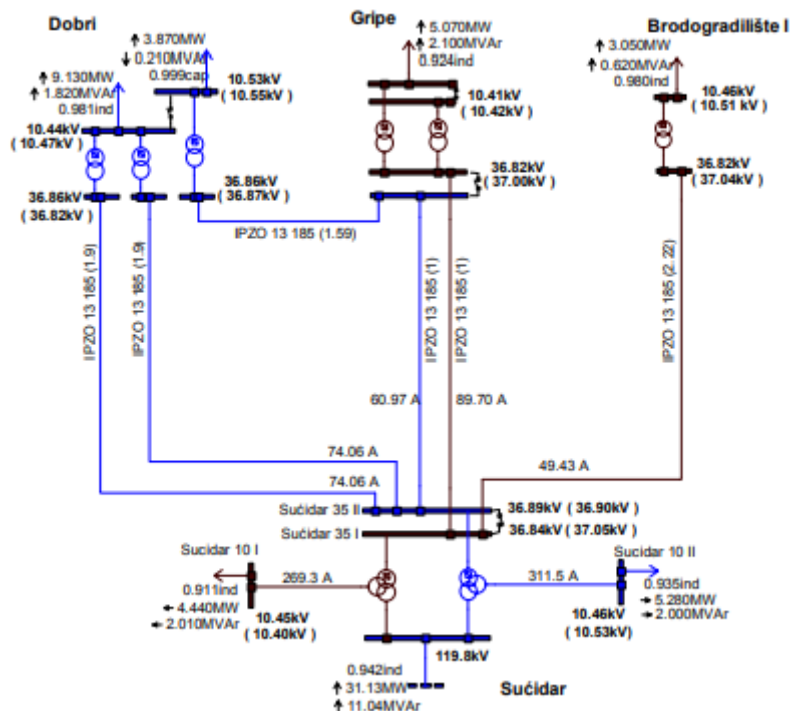 Dobri
Gripe
Brodogradilište I
3.870MW
0.210MVAr
0.999cap
9.130MW
1.820MVAr
0.981ind
10.53kV
(10.55kV )
10.44kV
( 10.47kV)
5.070MW
2.100MVAr
0.924ind
10.41kV
(10.42kV )
3.050MW
0.620MVAr
0.980ind
10.46kV
(10.51 kV)
36.86kV
( 36.82kV)
36.86kV
(36.87kV )
36.82kV
(37.00kV )
36.82kV
(37.04kV)
IPZO 13 185 (1.59)
IPZO 13 185 (1.9)
IPZO 13 185 (1.9)
IPZO 13 185 (1)
IPZO 13 185 (1)
IPZO 13 185 (2.22)
60.97 A
89.70 A
74.06 A
74.06 A
49.43 A
Sućidar 35 II
36.89kV ( 36.90kV )
Sućidar 35 I
36.84kV ( 37.05kV )
Sucidar 10 I
269.3 A
0.911ind
4.440MW
2.010MVAr
10.45kV
(10.40kV )
Sucidar 10 II
311.5 A
0.935ind
5.280MW
2.000MVAr
10.46kV
( 10.53kV)
119.8kV
0.942ind
31.13MW
11.04MVAr
Sućidar